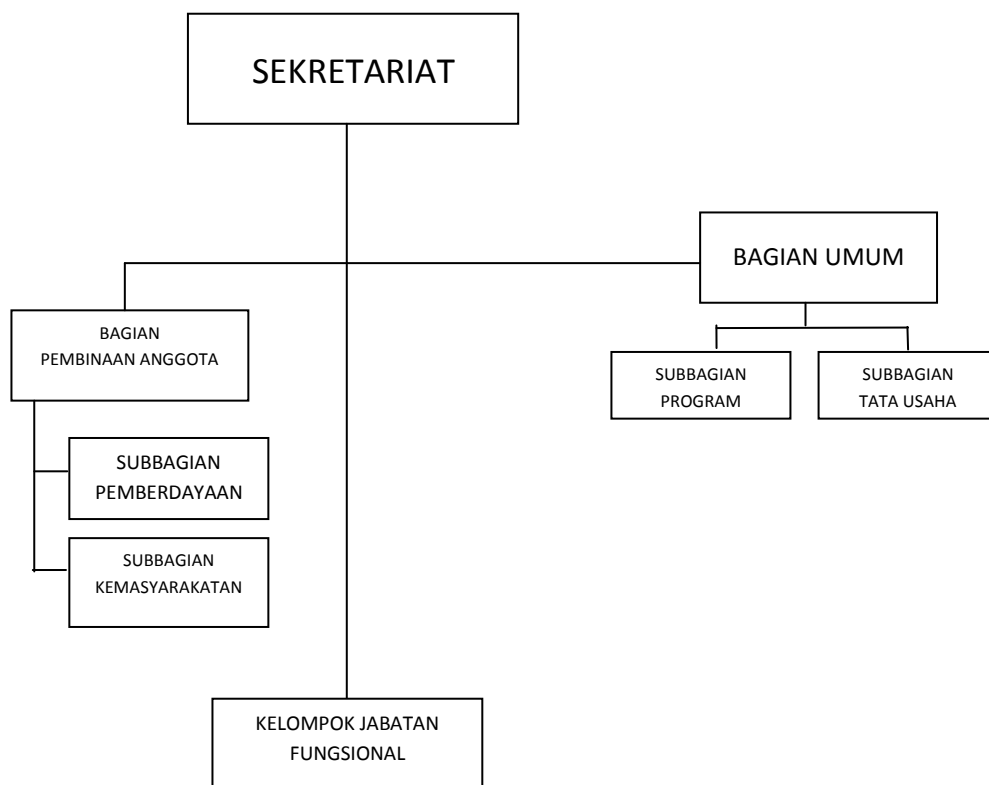 SEKRETARIAT
BAGIAN UMUM
BAGIAN
PEMBINAAN ANGGOTA
SUBBAGIAN
PROGRAM
SUBBAGIAN
TATA USAHA
SUBBAGIAN
PEMBERDAYAAN
SUBBAGIAN
KEMASYARAKATAN
KELOMPOK JABATAN
FUNGSIONAL